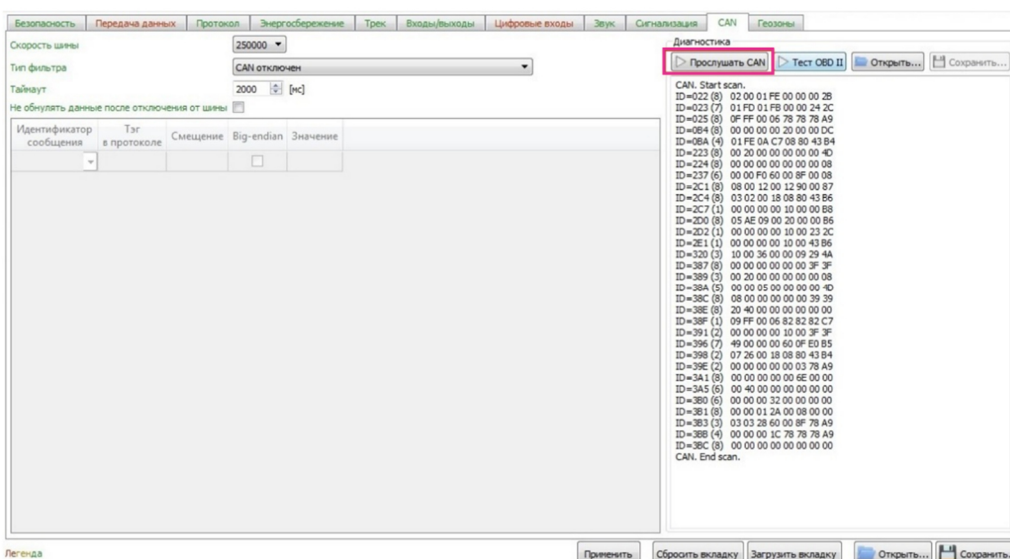 Безопасность Передача данных Протокол Энергосбережение Трек Входы/выходы Цифровые входы Звук Сигнализация CAN Геозоны
Скорость шины 250000
Тип фильтра CAN отключен
Таймаут 2000 [мс]
Не обнулять данные после отключения от шины
Идентификатор сообщения Тэг в протоколе Смещение Big-endian Значение
Диагностика
Прослушать CAN Тест OBD II Открыть... Сохранить...
CAN. Start scan.
ID=022 (8) 02 00 01 FE 00 00 00 2B
ID=023 (7) 01 FD 01 FB 00 00 24 2C
ID=025 (8) 0F FF 00 06 78 78 78 A9
ID=0B4 (8) 00 00 00 00 20 00 00 DC
ID=0BA (4) 01 FE 0A C7 08 80 43 B4
ID=223 (8) 00 20 00 00 00 00 00 4D
ID=224 (8) 00 00 00 00 00 00 00 08
ID=237 (6) 00 00 F0 60 00 8F 00 08
ID=2C1 (8) 08 00 12 00 12 90 00 87
ID=2C4 (8) 03 02 00 18 08 80 43 B6
ID=2C7 (1) 00 00 00 00 10 00 00 B8
ID=2D0 (8) 05 AE 09 00 20 00 00 B6
ID=2D2 (1) 00 00 00 00 10 00 23 2C
ID=2E1 (1) 00 00 00 00 10 00 43 B6
ID=320 (3) 10 00 36 00 00 09 29 4A
ID=387 (8) 00 00 00 00 00 00 3F 3F
ID=389 (3) 00 20 00 00 00 00 00 08
ID=38A (5) 00 00 05 00 00 00 00 4D
ID=38C (8) 08 00 00 00 00 00 39 39
ID=38E (8) 20 40 00 00 00 00 00 00
ID=38F (1) 09 FF 00 06 82 82 82 C7
ID=391 (2) 00 00 00 00 10 00 3F 3F
ID=396 (7) 49 00 00 00 60 0F E0 B5
ID=398 (2) 07 26 00 18 08 80 43 B4
ID=39E (2) 00 00 00 00 00 03 78 A9
ID=3A1 (8) 00 00 00 00 00 6E 00 00
ID=3A5 (6) 00 40 00 00 00 00 00 00
ID=3B0 (6) 00 00 00 32 00 00 00 00
ID=3B1 (8) 00 00 01 2A 00 08 00 00
ID=3B3 (3) 03 03 28 60 00 8F 78 A9
ID=3BB (4) 00 00 00 1C 78 78 78 A9
ID=3BC (8) 00 00 00 00 00 00 00 00
CAN. End scan.
Легенда Применить Сбросить вкладку Загрузить вкладку Открыть... Сохранить.